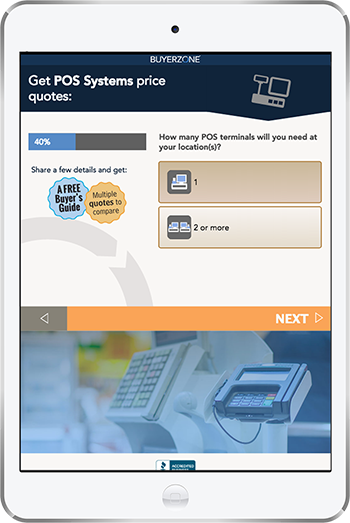 BUYERZONE
Get POS Systems price
quotes:
40%
How many POS terminals will you need at
your location(s)?
Share a few details and get:
A FREE
Buyer's
Guide
Multiple
quotes to
compare
1
2 or more
NEXT
ACCREDITED